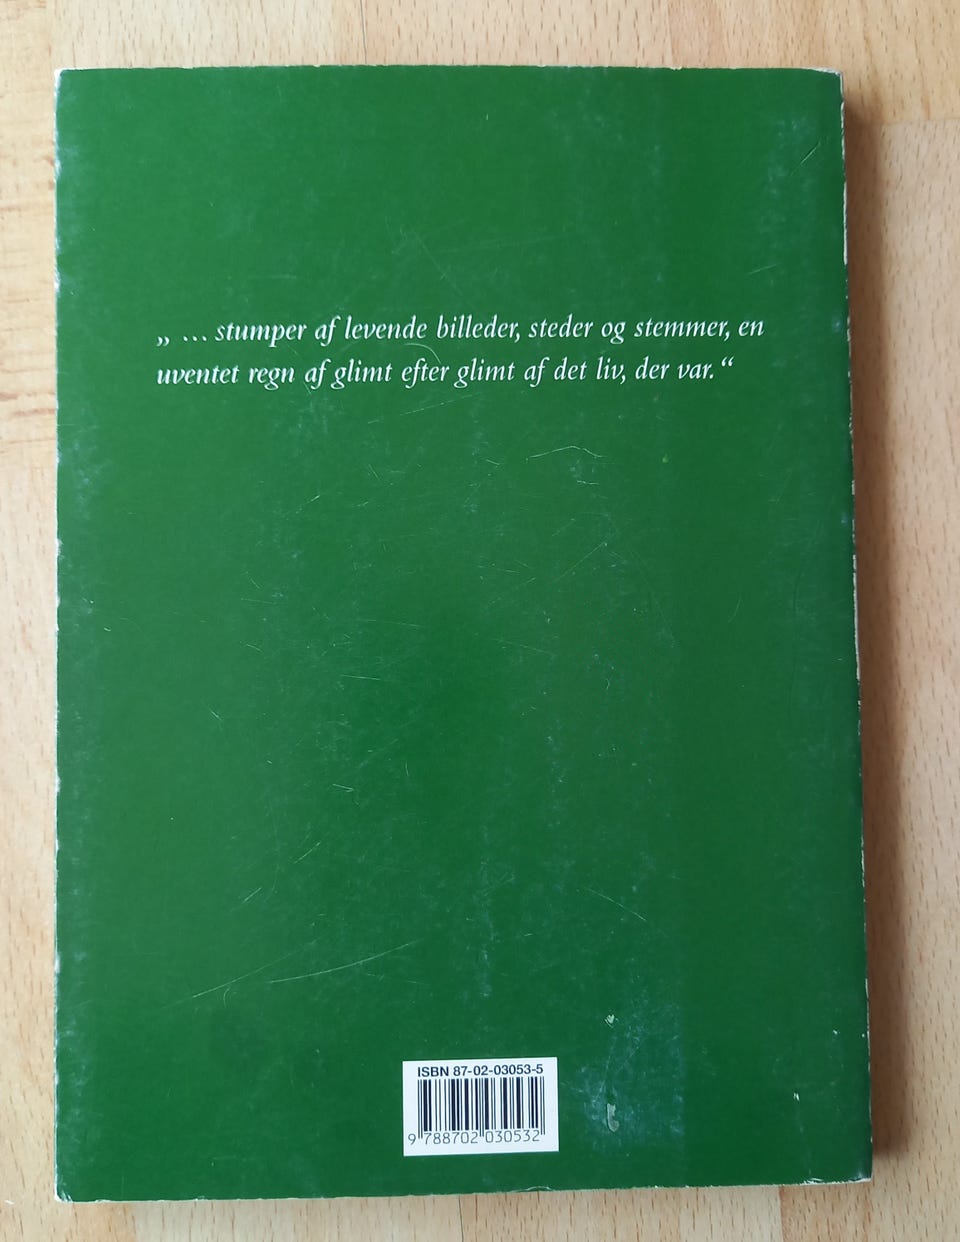 „ ... stumper af levende billeder, steder og stemmer, en
uventet regn af glimt efter glimt af det liv, der var.“
ISBN 87-02-03053-5
9 788702 030532